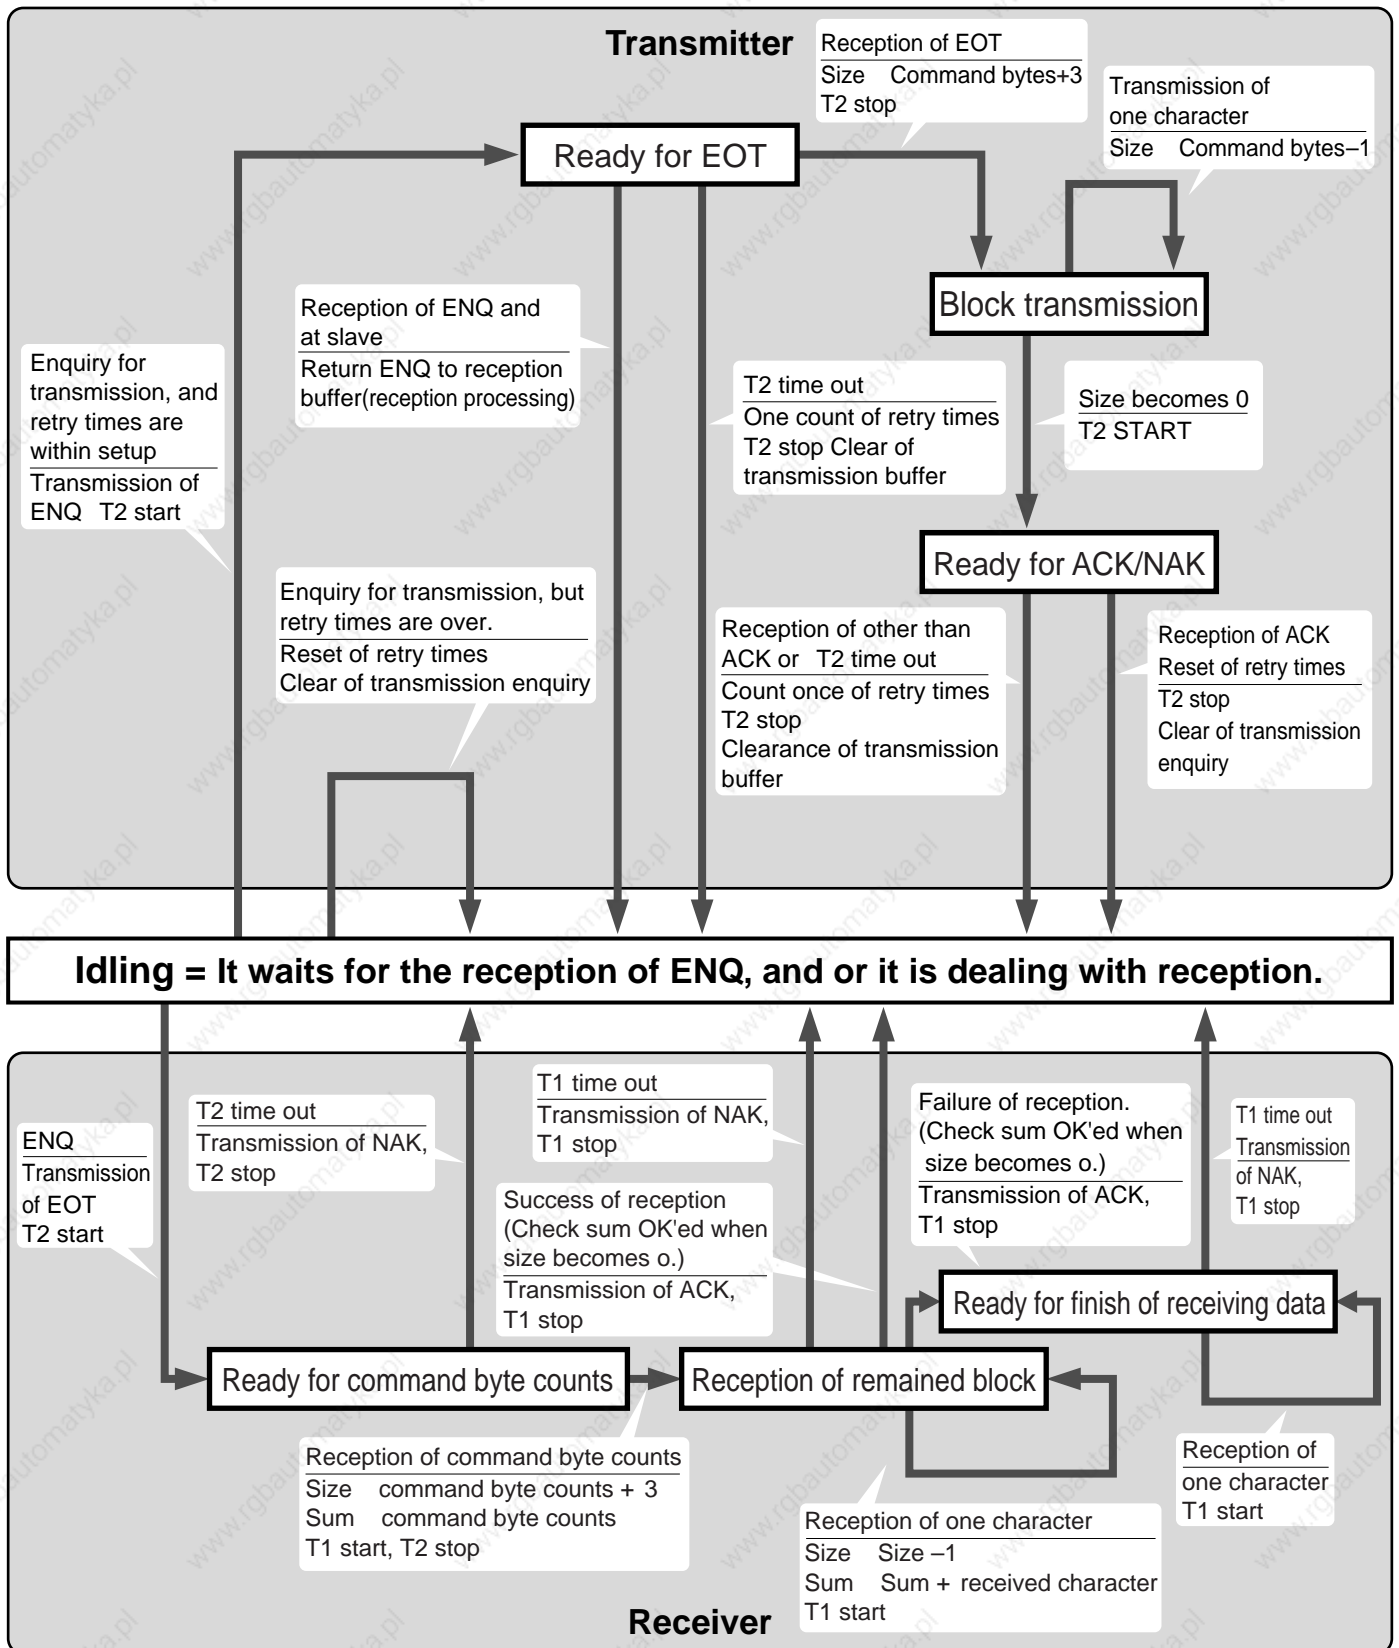 Transmitter
Reception of EOT
Size Command bytes+3
T2 stop
Transmission of
one character
Size Command bytes–1
Ready for EOT
Block transmission
Reception of ENQ and
at slave
Return ENQ to reception
buffer(reception processing)
Enquiry for
transmission, and
retry times are
within setup
Transmission of
ENQ T2 start
T2 time out
One count of retry times
T2 stop Clear of
transmission buffer
Size becomes 0
T2 START
Ready for ACK/NAK
Enquiry for transmission, but
retry times are over.
Reset of retry times
Clear of transmission enquiry
Reception of other than
ACK or T2 time out
Count once of retry times
T2 stop
Clearance of transmission
buffer
Reception of ACK
Reset of retry times
T2 stop
Clear of transmission
enquiry
Idling = It waits for the reception of ENQ, and or it is dealing with reception.
ENQ
Transmission
of EOT
T2 start
T2 time out
Transmission of NAK,
T2 stop
T1 time out
Transmission of NAK,
T1 stop
Success of reception
(Check sum OK'ed when
size becomes o.)
Transmission of ACK,
T1 stop
Failure of reception.
(Check sum OK'ed when
size becomes o.)
Transmission of ACK,
T1 stop
T1 time out
Transmission
of NAK,
T1 stop
Ready for finish of receiving data
Ready for command byte counts
Reception of remained block
Reception of command byte counts
Size command byte counts + 3
Sum command byte counts
T1 start, T2 stop
Reception of one character
Size Size –1
Sum Sum + received character
T1 start
Reception of
one character
T1 start
Receiver
www.rgbautomatyka.pl